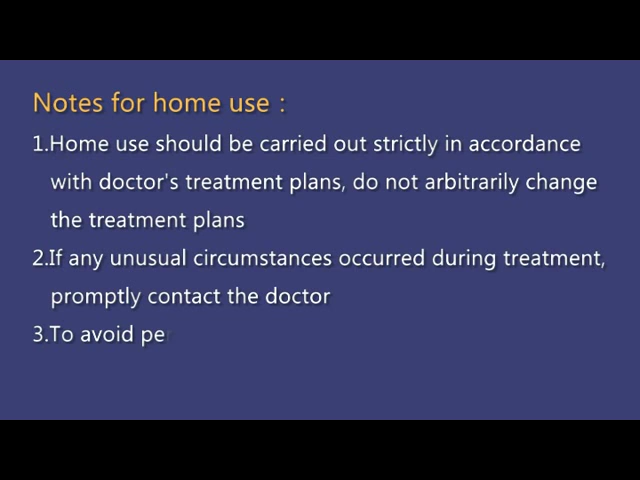 Notes for home use :
1.Home use should be carried out strictly in accordance
with doctor's treatment plans, do not arbitrarily change
the treatment plans
2.If any unusual circumstances occurred during treatment,
promptly contact the doctor
3.To avoid